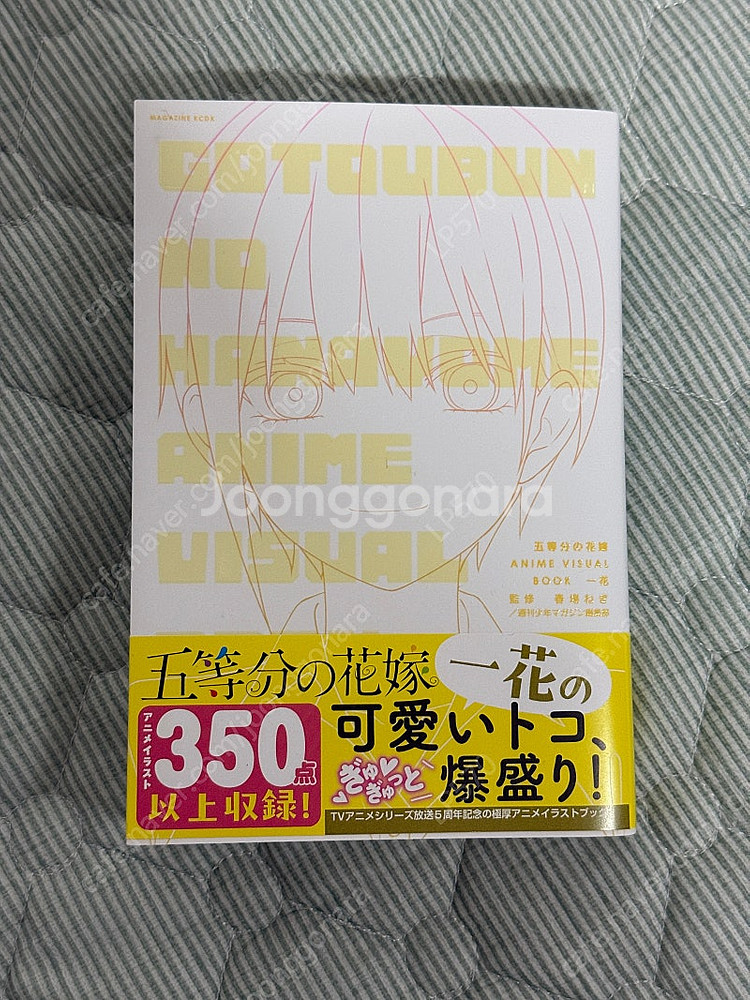 MAGAZINE KCDX
GOTOUBUN
NO
HANAYOME
ANIME
VISUAL
Joonggonara
五等分の花嫁
ANIME VISUAL
BOOK 一花
監修 春場ねぎ
／週刊少年マガジン編集部
五等分の花嫁
一花の
可愛いトコ、
ぎゅぎゅっと
爆盛り！
アニメイラスト
350点
以上収録！
TVアニメシリーズ放送5周年記念の極厚アニメイラストブック
cafe.naver.com/joonggonara